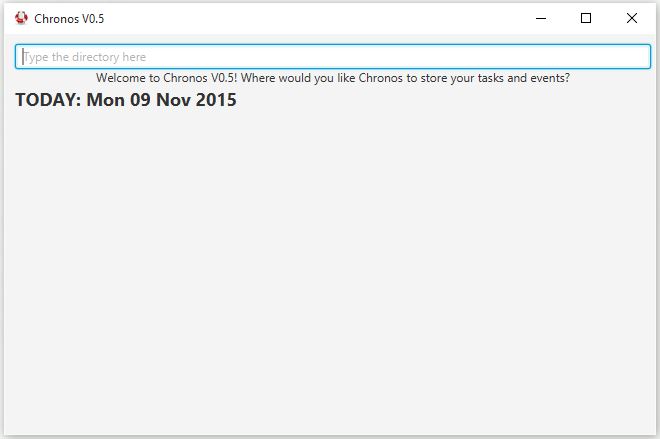 Chronos V0.5
Type the directory here
Welcome to Chronos V0.5! Where would you like Chronos to store your tasks and events?
TODAY: Mon 09 Nov 2015